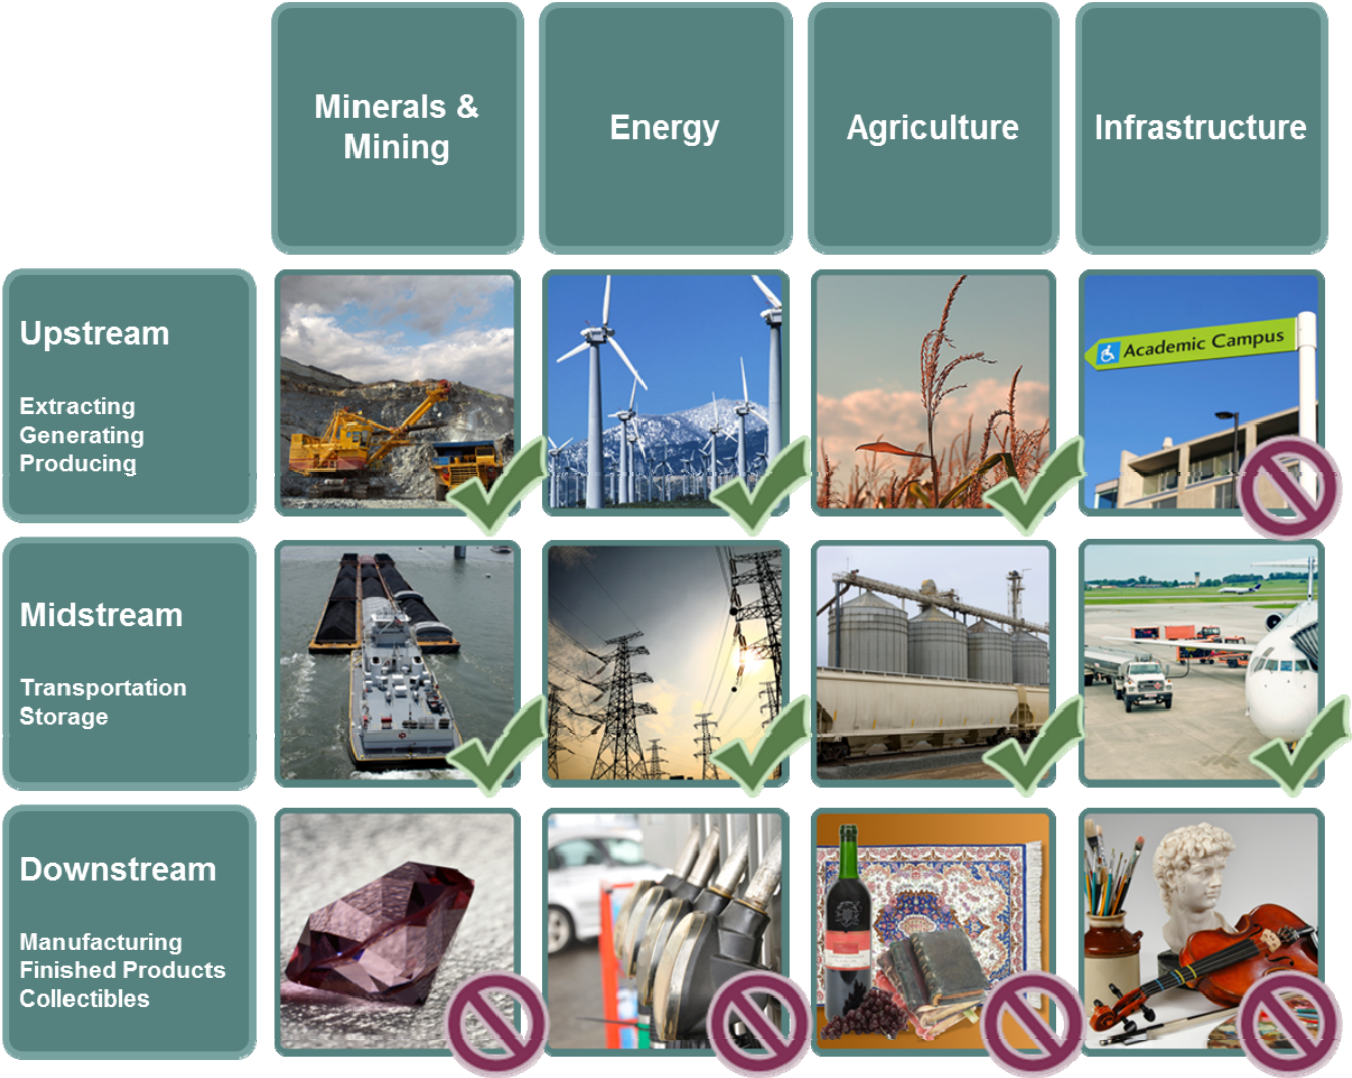 Minerals &
Mining
Energy
Agriculture
Infrastructure
Upstream
Extracting
Generating
Producing
Academic Campus
Midstream
Transportation
Storage
Downstream
Manufacturing
Finished Products
Collectibles